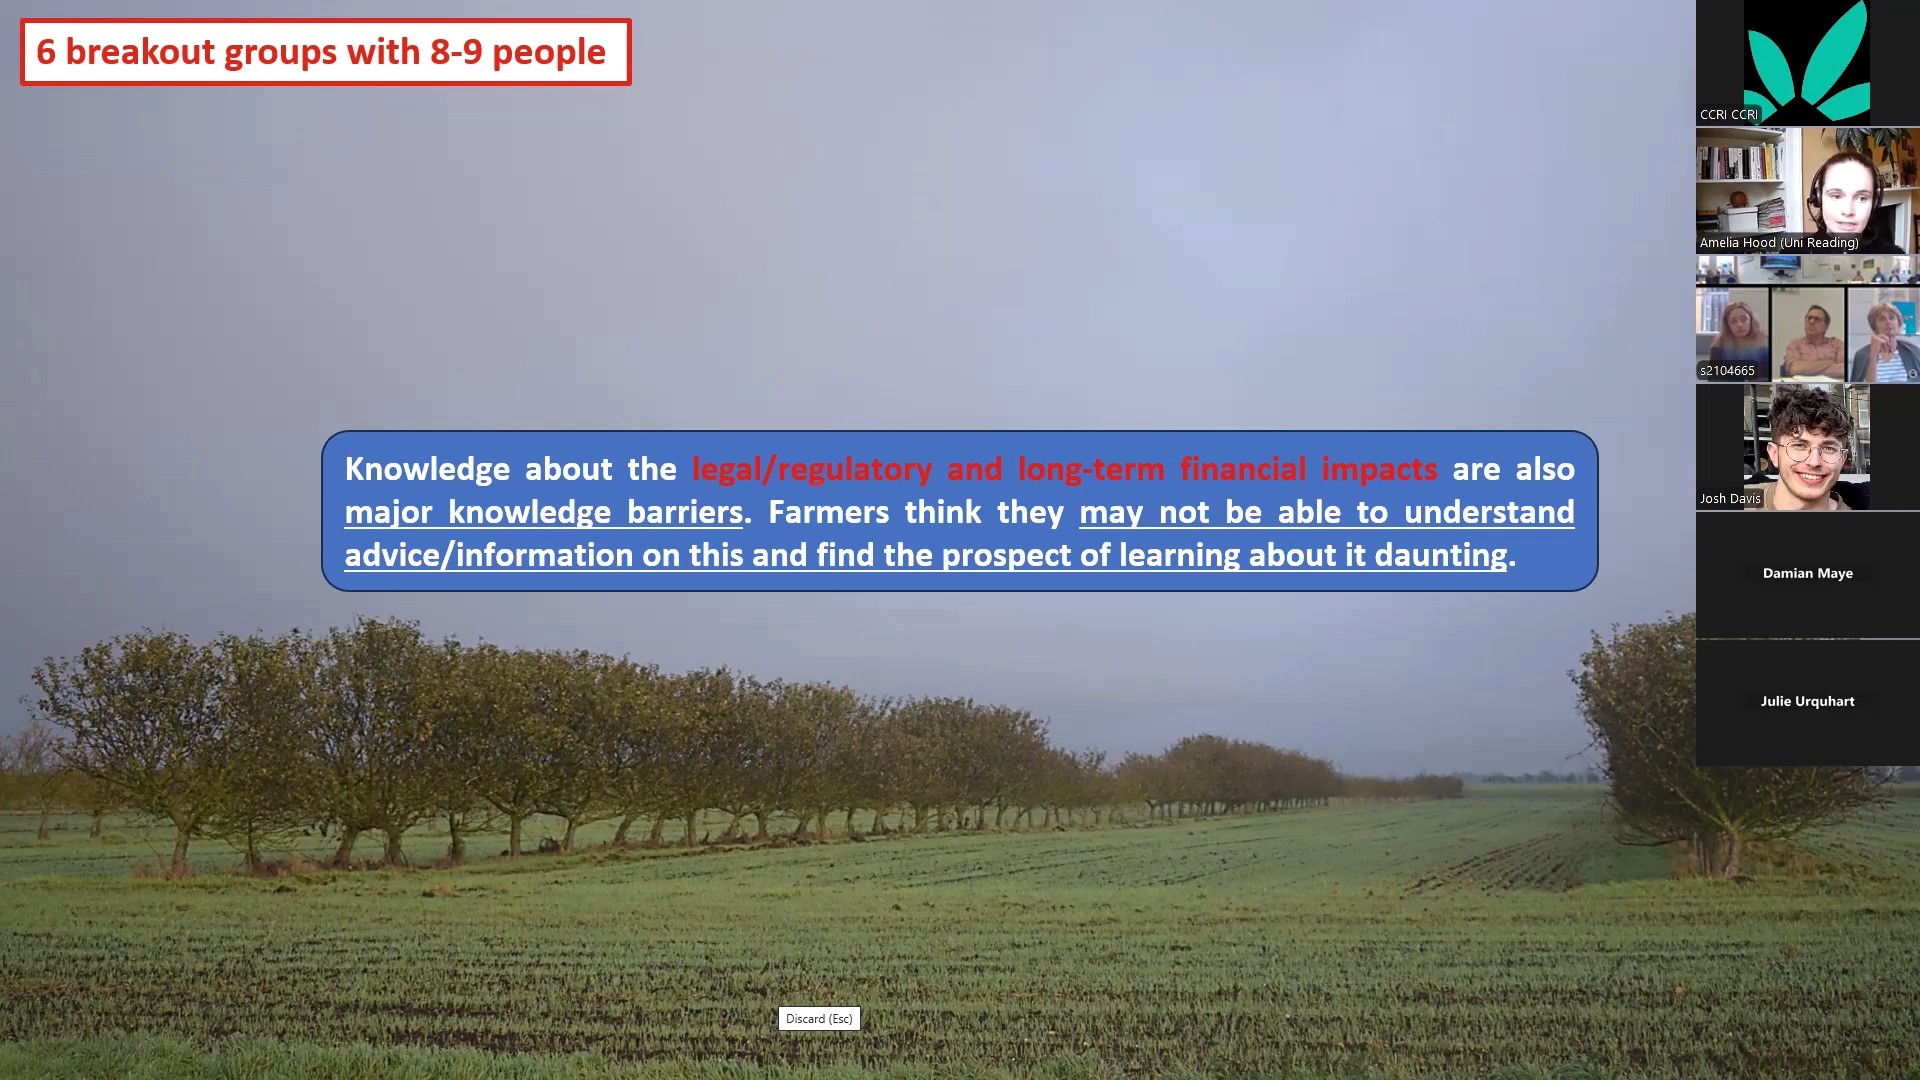 6 breakout groups with 8-9 people
Knowledge about the legal/regulatory and long-term financial impacts are also
major knowledge barriers. Farmers think they may not be able to understand
advice/information on this and find the prospect of learning about it daunting.
Discard (Esc)
CCRI CCRI
Amelia Hood (Uni Reading)
s2104665
Josh Davis
Damian Maye
Julie Urquhart